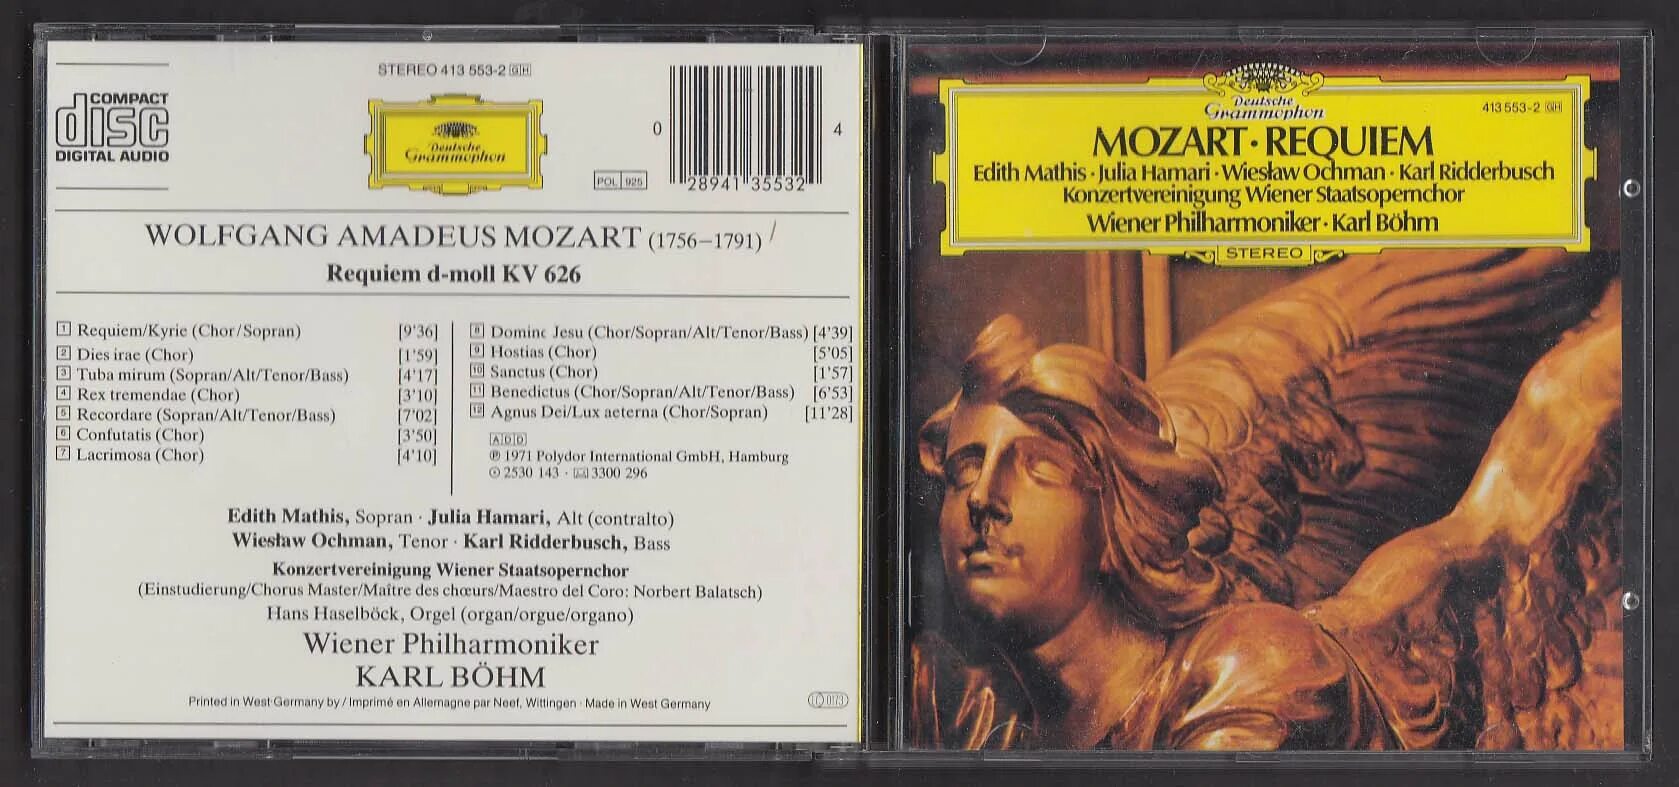 COMPACT
disc
DIGITAL AUDIO
STEREO 413 553-2 GH
Deutsche
Grammophon
POL 925
0 28941 35532 4
WOLFGANG AMADEUS MOZART (1756–1791)
Requiem d-moll KV 626
1 Requiem/Kyrie (Chor/Sopran) [9'36]
2 Dies irae (Chor) [1'59]
3 Tuba mirum (Sopran/Alt/Tenor/Bass) [4'17]
4 Rex tremendae (Chor) [3'10]
5 Recordare (Sopran/Alt/Tenor/Bass) [7'02]
6 Confutatis (Chor) [3'50]
7 Lacrimosa (Chor) [4'10]
8 Domine Jesu (Chor/Sopran/Alt/Tenor/Bass) [4'39]
9 Hostias (Chor) [5'05]
10 Sanctus (Chor) [1'57]
11 Benedictus (Chor/Sopran/Alt/Tenor/Bass) [6'53]
12 Agnus Dei/Lux aeterna (Chor/Sopran) [11'28]
ADD
℗ 1971 Polydor International GmbH, Hamburg
2530 143 · 3300 296
Edith Mathis, Sopran · Julia Hamari, Alt (contralto)
Wiesław Ochman, Tenor · Karl Ridderbusch, Bass
Konzertvereinigung Wiener Staatsopernchor
(Einstudierung/Chorus Master/Maître des chœurs/Maestro del Coro: Norbert Balatsch)
Hans Haselböck, Orgel (organ/orgue/organo)
Wiener Philharmoniker
KARL BÖHM
Printed in West Germany by / Imprimé en Allemagne par Neef, Wittingen · Made in West Germany
LC 0173
Deutsche
Grammophon
413 553-2 GH
MOZART · REQUIEM
Edith Mathis · Julia Hamari · Wiesław Ochman · Karl Ridderbusch
Konzertvereinigung Wiener Staatsopernchor
Wiener Philharmoniker · Karl Böhm
STEREO